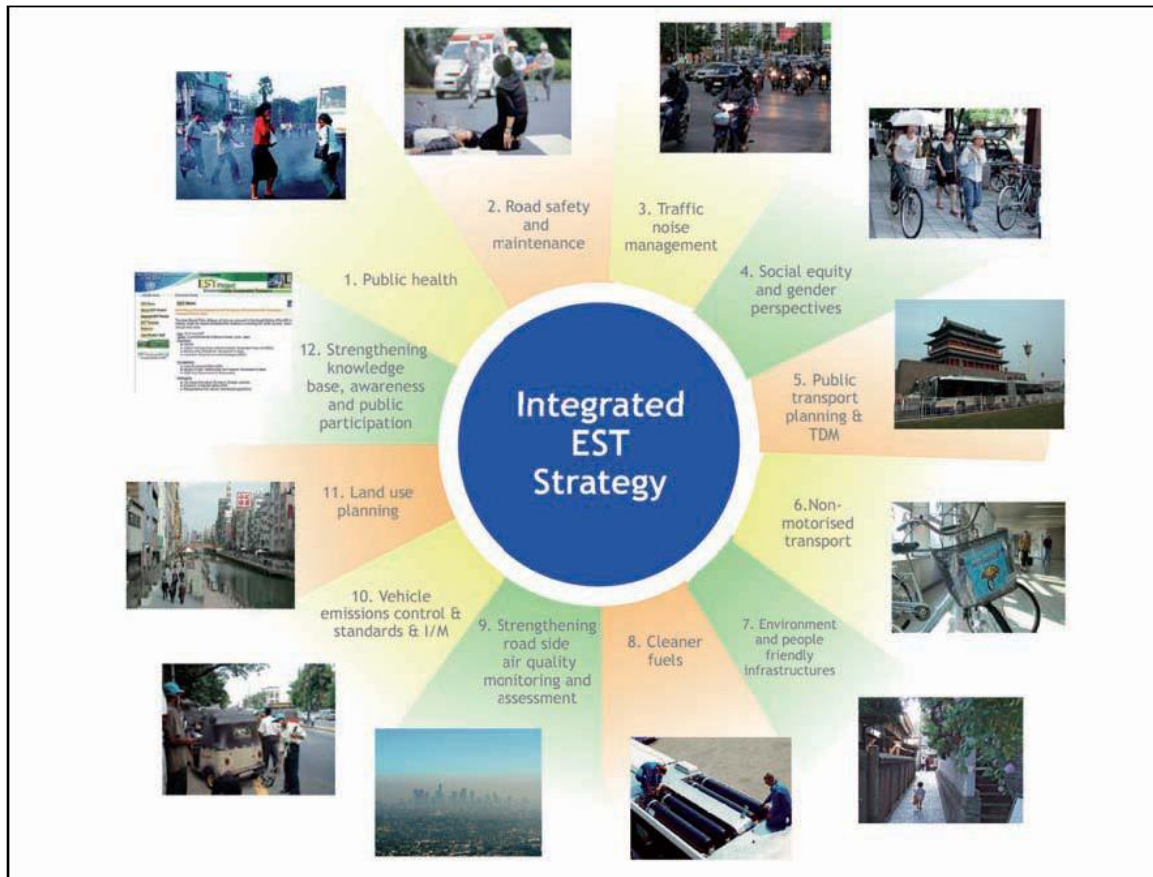 Integrated
EST
Strategy
1. Public health
2. Road safety
and
maintenance
3. Traffic
noise
management
4. Social equity
and gender
perspectives
5. Public
transport
planning &
TDM
6.Non-
motorised
transport
7. Environment
and people
friendly
infrastructures
8. Cleaner
fuels
9. Strengthening
road side
air quality
monitoring and
assessment
10. Vehicle
emissions control &
standards & I/M
11. Land use
planning
12. Strengthening
knowledge
base, awareness
and public
participation
EST Project